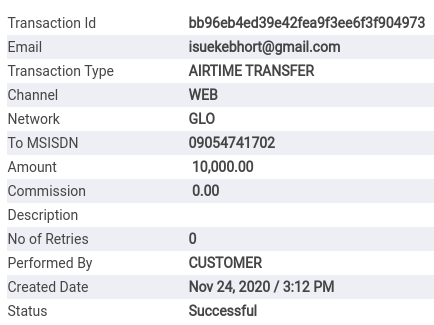 Transaction Id bb96eb4ed39e42fea9f3ee6f3f904973
Email isuekebhort@gmail.com
Transaction Type AIRTIME TRANSFER
Channel WEB
Network GLO
To MSISDN 09054741702
Amount 10,000.00
Commission 0.00
Description
No of Retries 0
Performed By CUSTOMER
Created Date Nov 24, 2020 / 3:12 PM
Status Successful